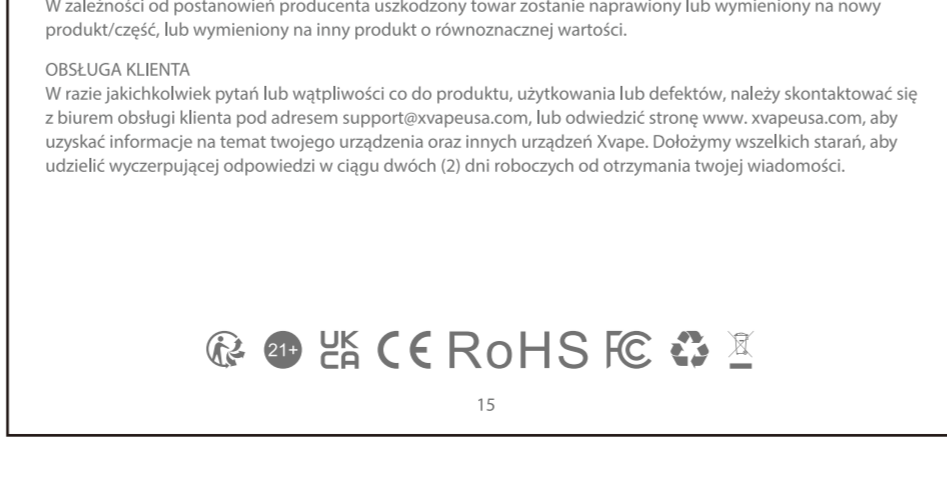 W zależności od postanowień producenta uszkodzony towar zostanie naprawiony lub wymieniony na nowy
produkt/część, lub wymieniony na inny produkt o równoznacznej wartości.
OBSŁUGA KLIENTA
W razie jakichkolwiek pytań lub wątpliwości co do produktu, użytkowania lub defektów, należy skontaktować się
z biurem obsługi klienta pod adresem support@xvapeusa.com, lub odwiedzić stronę www. xvapeusa.com, aby
uzyskać informacje na temat twojego urządzenia oraz innych urządzeń Xvape. Dołożymy wszelkich starań, aby
udzielić wyczerpującej odpowiedzi w ciągu dwóch (2) dni roboczych od otrzymania twojej wiadomości.
21+ UK CA CE RoHS FC
15